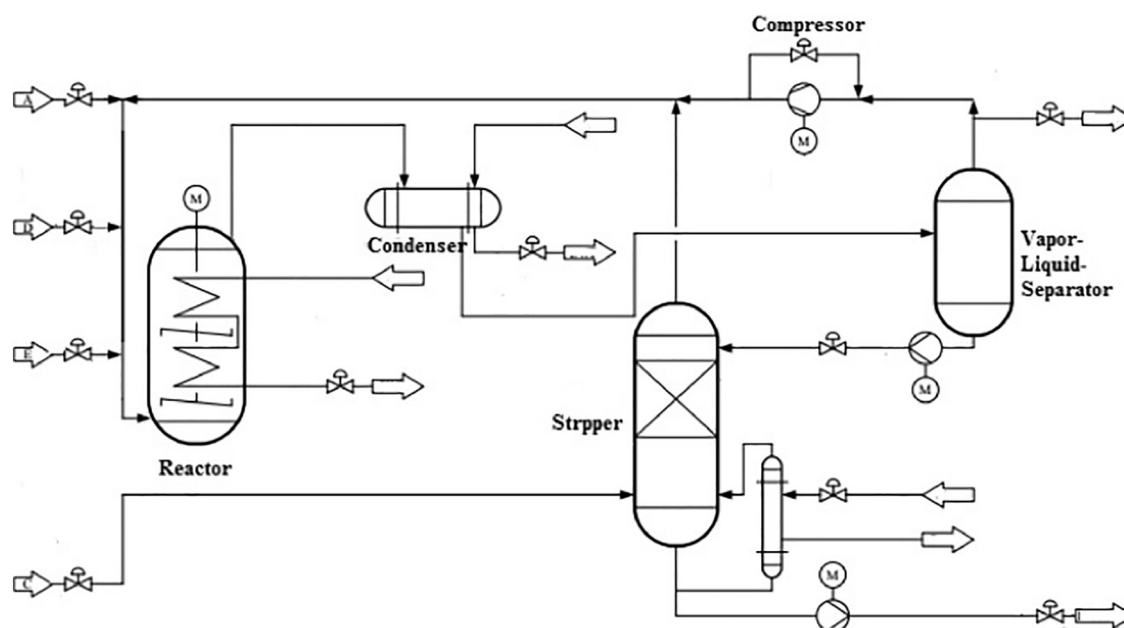 Compressor
A
M
M
D
Condenser
Vapor-
Liquid-
Separator
E
M
Strpper
Reactor
M
C